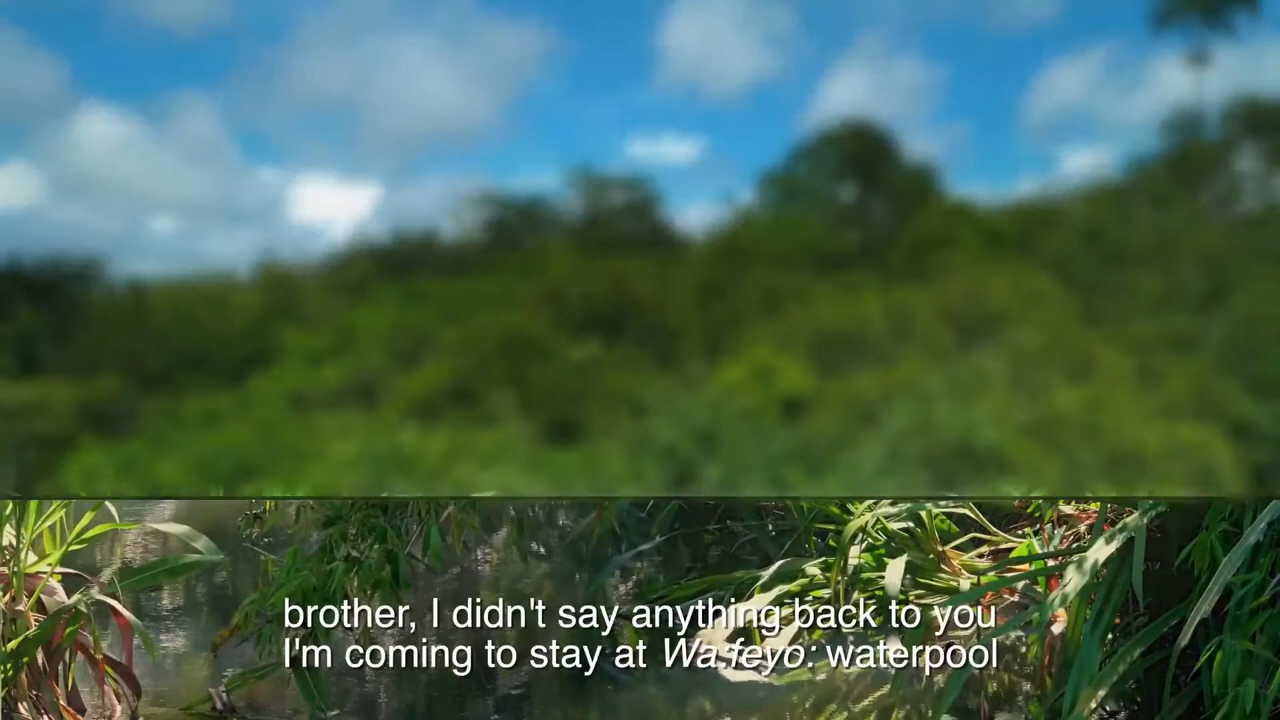 brother, I didn't say anything back to you
I'm coming to stay at Wa:feyo: waterpool